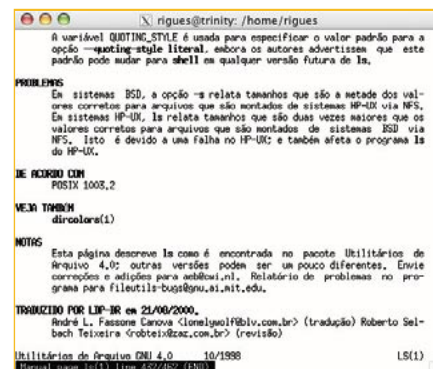 rigues@trinity: /home/rigues
A variável QUOTING_STYLE é usada para especificar o valor padrão para a
opção --quoting-style literal, embora os autores advertissem que este
padrão pode mudar para shell em qualquer versão futura de ls.
PROBLEMAS
Em sistemas BSD, a opção -s relata tamanhos que são a metade dos val-
ores corretos para arquivos que são montados de sistemas HP-UX via NFS.
Em sistemas HP-UX, ls relata tamanhos que são duas vezes maiores que os
valores corretos para arquivos que são montados de sistemas BSD via
NFS. Isto é devido a uma falha no HP-UX; e também afeta o programa ls
do HP-UX.
DE ACORDO COM
POSIX 1003.2
VEJA TAMBÉM
dircolors(1)
NOTAS
Esta página descreve ls como é encontrada no pacote Utilitários de
Arquivo 4.0; outras versões podem ser um pouco diferentes. Envie
correções e adições para aeb@cwi.nl. Relatório de problemas no pro-
grama para fileutils-bugs@gnu.ai.mit.edu.
TRADUZIDO POR LDP-BR em 21/08/2000.
André L. Fassone Canova <lonelywolf@blv.com.br> (tradução) Roberto Sel-
bach Teixeira <robteix@zaz.com.br> (revisão)
Utilitários de Arquivo GNU 4.0 10/1998 LS(1)
Manual page ls(1) line 432/452 (END)